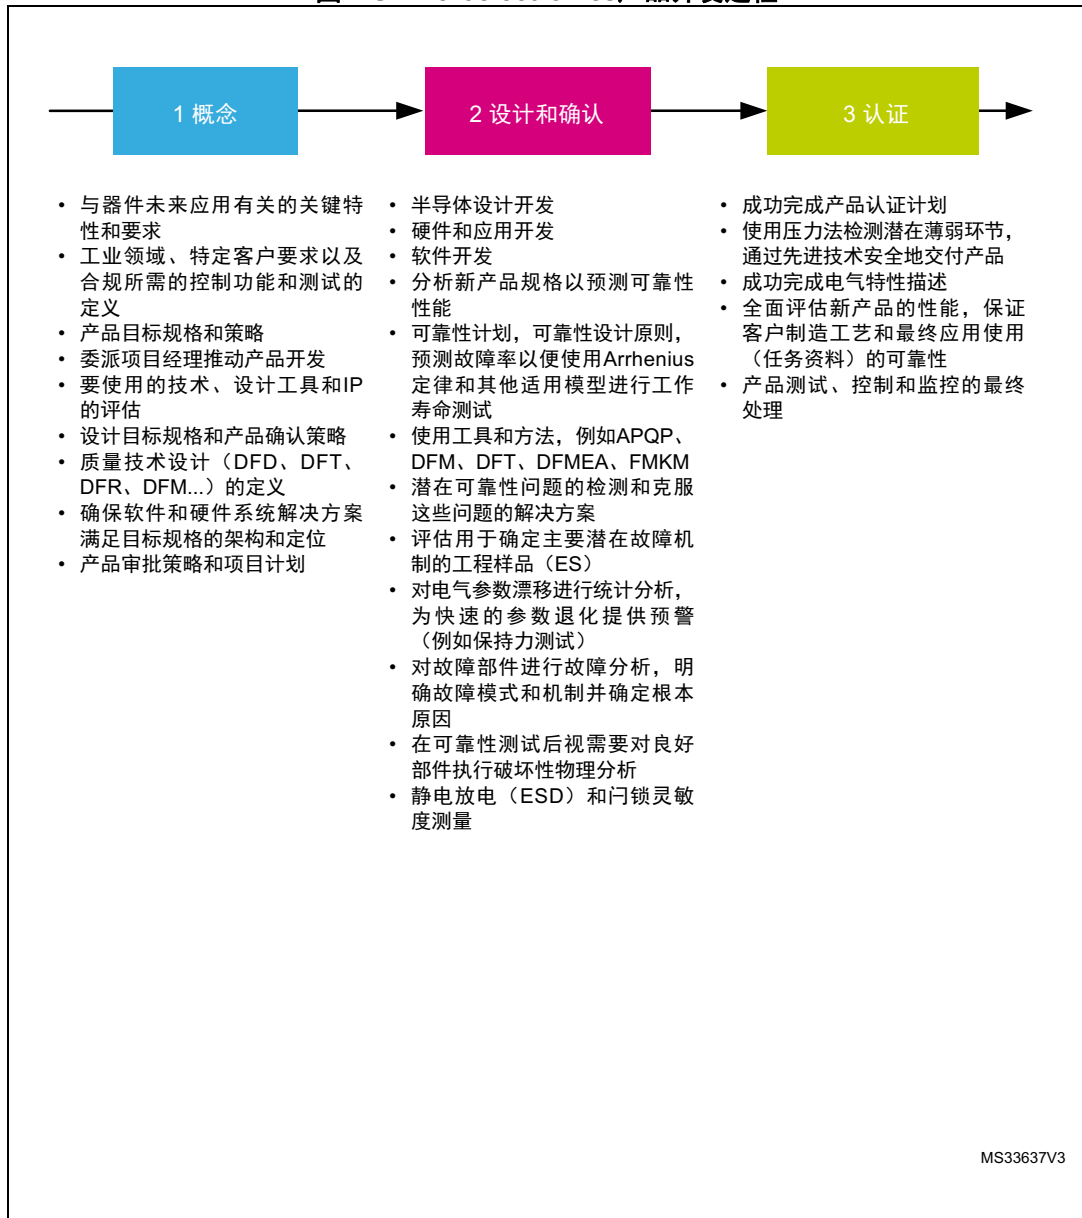 1 概念
2 设计和确认
3 认证
• 与器件未来应用有关的关键特
性和要求
• 工业领域、特定客户要求以及
合规所需的控制功能和测试的
定义
• 产品目标规格和策略
• 委派项目经理推动产品开发
• 要使用的技术、设计工具和IP
的评估
• 设计目标规格和产品确认策略
• 质量技术设计（DFD、DFT、
DFR、DFM...）的定义
• 确保软件和硬件系统解决方案
满足目标规格的架构和定位
• 产品审批策略和项目计划
• 半导体设计开发
• 硬件和应用开发
• 软件开发
• 分析新产品规格以预测可靠性
性能
• 可靠性计划，可靠性设计原则，
预测故障率以便使用Arrhenius
定律和其他适用模型进行工作
寿命测试
• 使用工具和方法，例如APQP、
DFM、DFT、DFMEA、FMKM
• 潜在可靠性问题的检测和克服
这些问题的解决方案
• 评估用于确定主要潜在故障机
制的工程样品（ES）
• 对电气参数漂移进行统计分析，
为快速的参数退化提供预警
（例如保持力测试）
• 对故障部件进行故障分析，明
确故障模式和机制并确定根本
原因
• 在可靠性测试后视需要对良好
部件执行破坏性物理分析
• 静电放电（ESD）和闩锁灵敏
度测量
• 成功完成产品认证计划
• 使用压力法检测潜在薄弱环节，
通过先进技术安全地交付产品
• 成功完成电气特性描述
• 全面评估新产品的性能，保证
客户制造工艺和最终应用使用
（任务资料）的可靠性
• 产品测试、控制和监控的最终
处理
MS33637V3